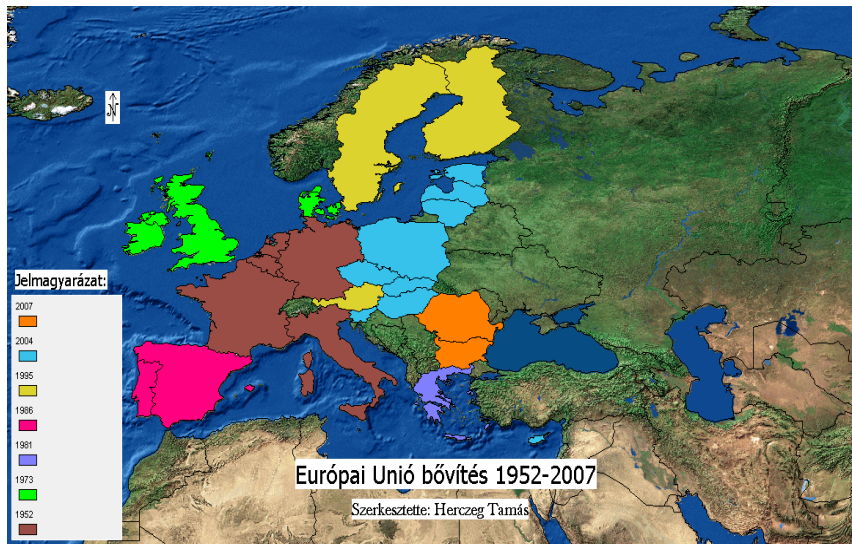 N
Jelmagyarázat:
2007
2004
1995
1986
1981
1973
1952
Európai Unió bővítés 1952-2007
Szerkesztette: Herczeg Tamás